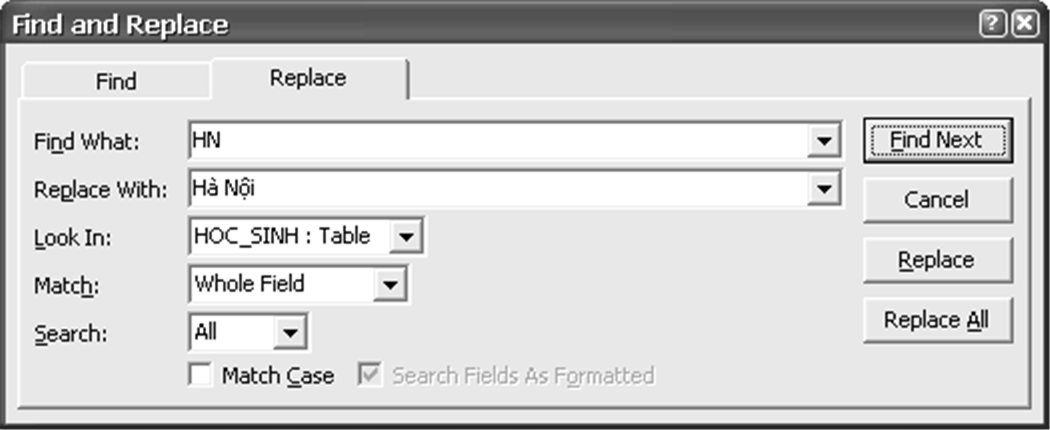 Find and Replace
Find
Replace
Find What:
HN
Find Next
Replace With:
Hà Nội
Cancel
Look In:
HOC_SINH : Table
Replace
Match:
Whole Field
Replace All
Search:
All
Match Case
Search Fields As Formatted